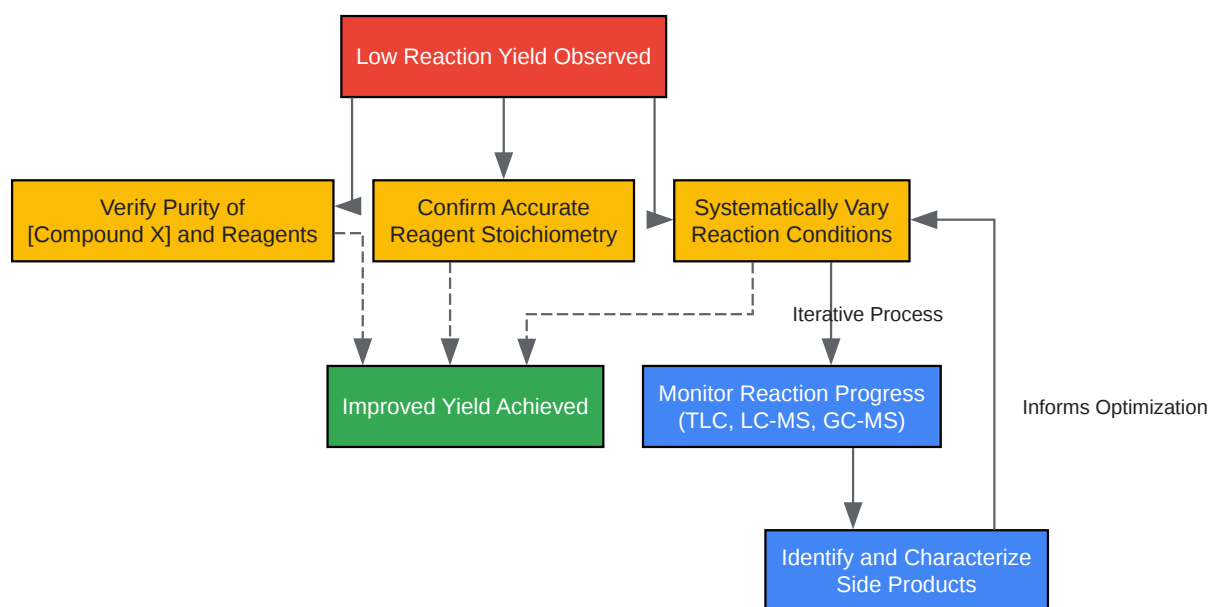 Low Reaction Yield Observed
Verify Purity of
[Compound X] and Reagents
Confirm Accurate
Reagent Stoichiometry
Systematically Vary
Reaction Conditions
Iterative Process
Improved Yield Achieved
Monitor Reaction Progress
(TLC, LC-MS, GC-MS)
Informs Optimization
Identify and Characterize
Side Products